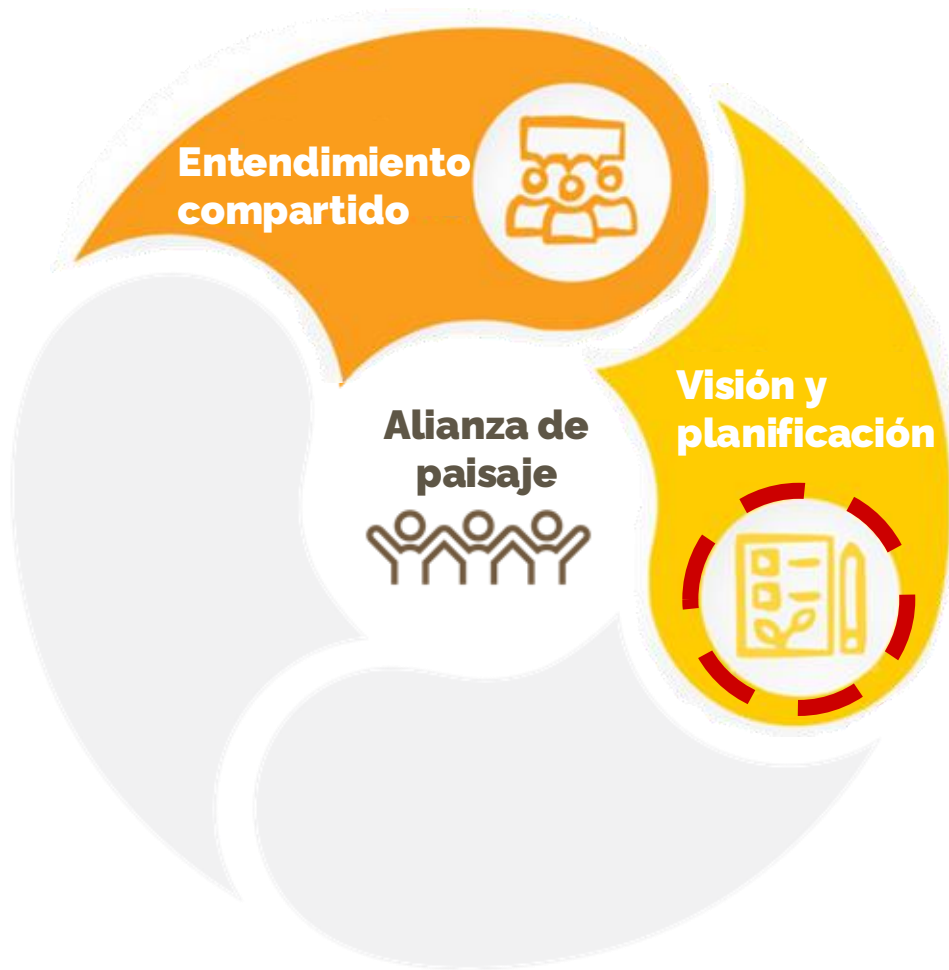 Entendimiento
compartido
Visión y
planificación
Alianza de
paisaje